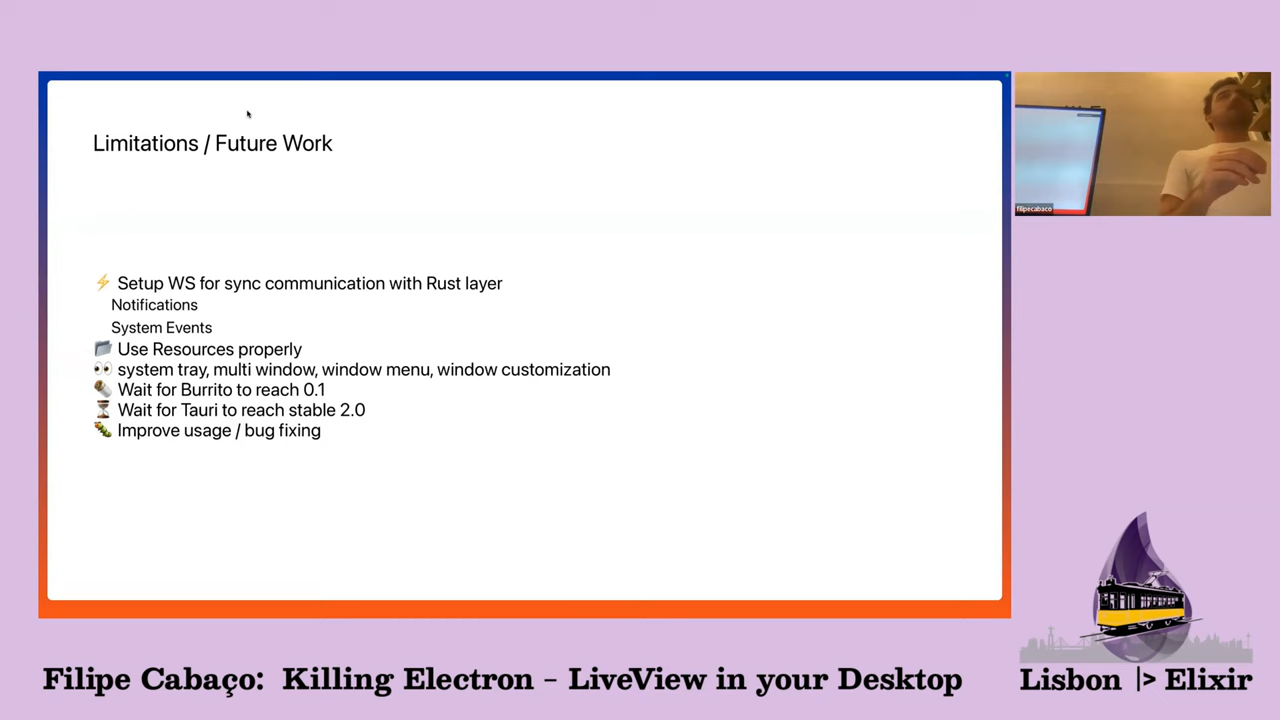 Limitations / Future Work
⚡ Setup WS for sync communication with Rust layer
Notifications
System Events
📁 Use Resources properly
👀 system tray, multi window, window menu, window customization
🌯 Wait for Burrito to reach 0.1
⏳ Wait for Tauri to reach stable 2.0
🐛 Improve usage / bug fixing
filipecabaco
Filipe Cabaço: Killing Electron - LiveView in your Desktop
Lisbon |> Elixir